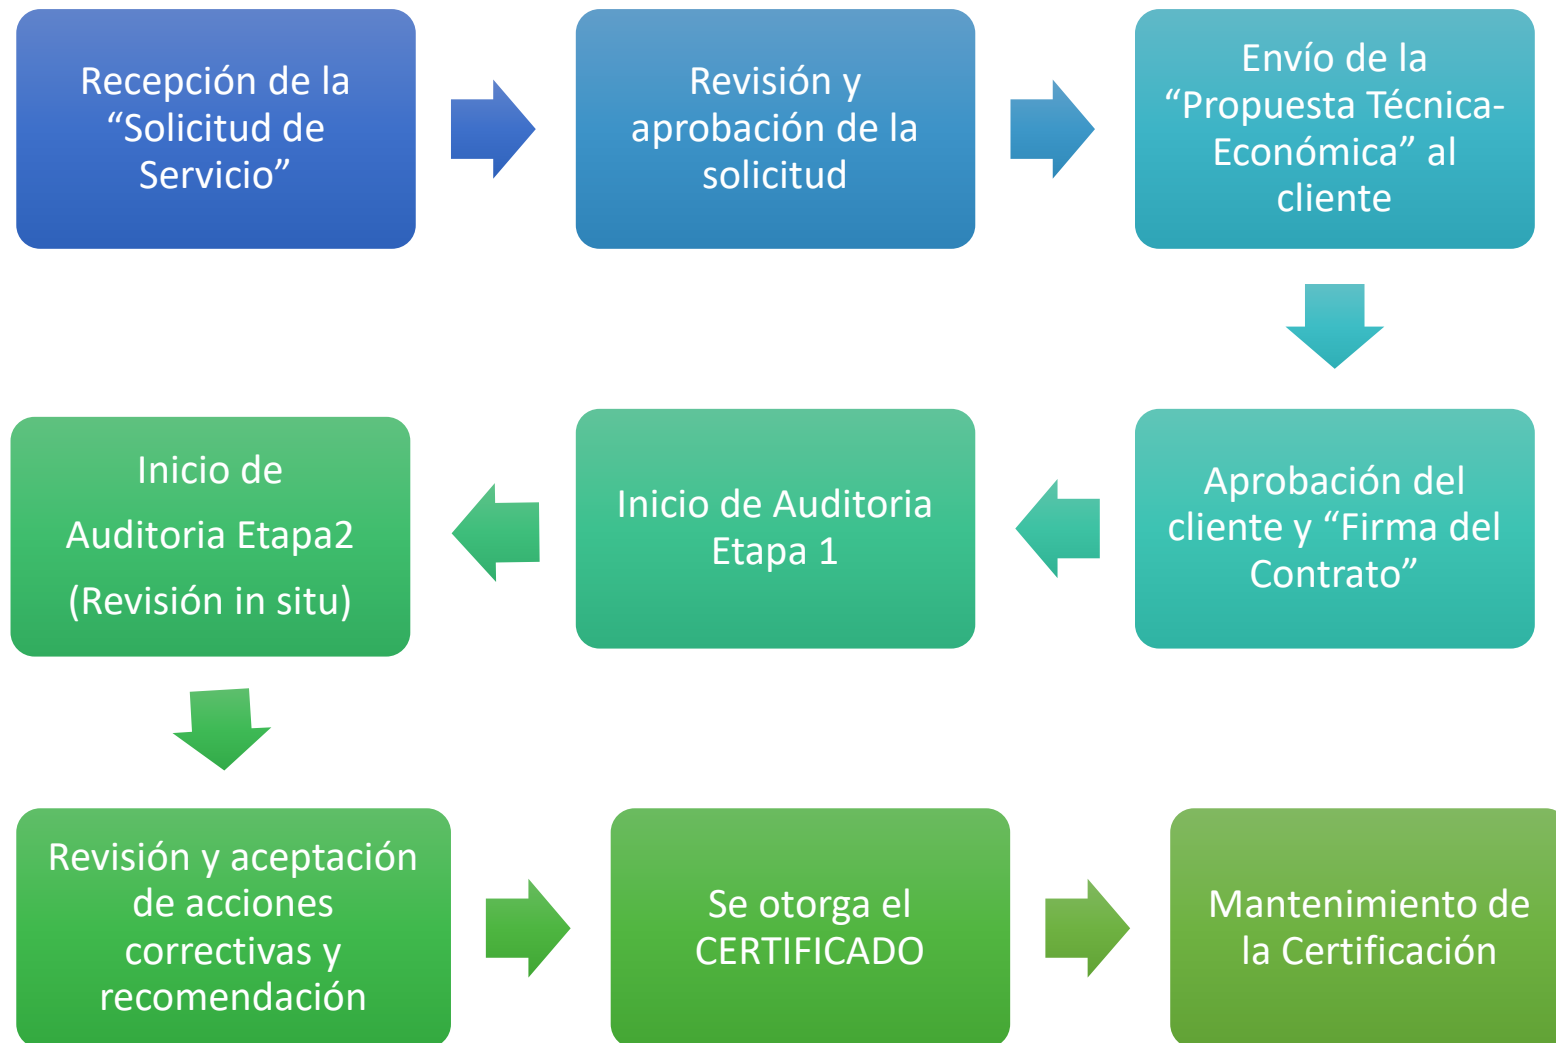 Recepción de la
“Solicitud de
Servicio”
Revisión y
aprobación de la
solicitud
Envío de la
“Propuesta Técnica-
Económica” al
cliente
Aprobación del
cliente y “Firma del
Contrato”
Inicio de Auditoria
Etapa 1
Inicio de
Auditoria Etapa2
(Revisión in situ)
Revisión y aceptación
de acciones
correctivas y
recomendación
Se otorga el
CERTIFICADO
Mantenimiento de
la Certificación